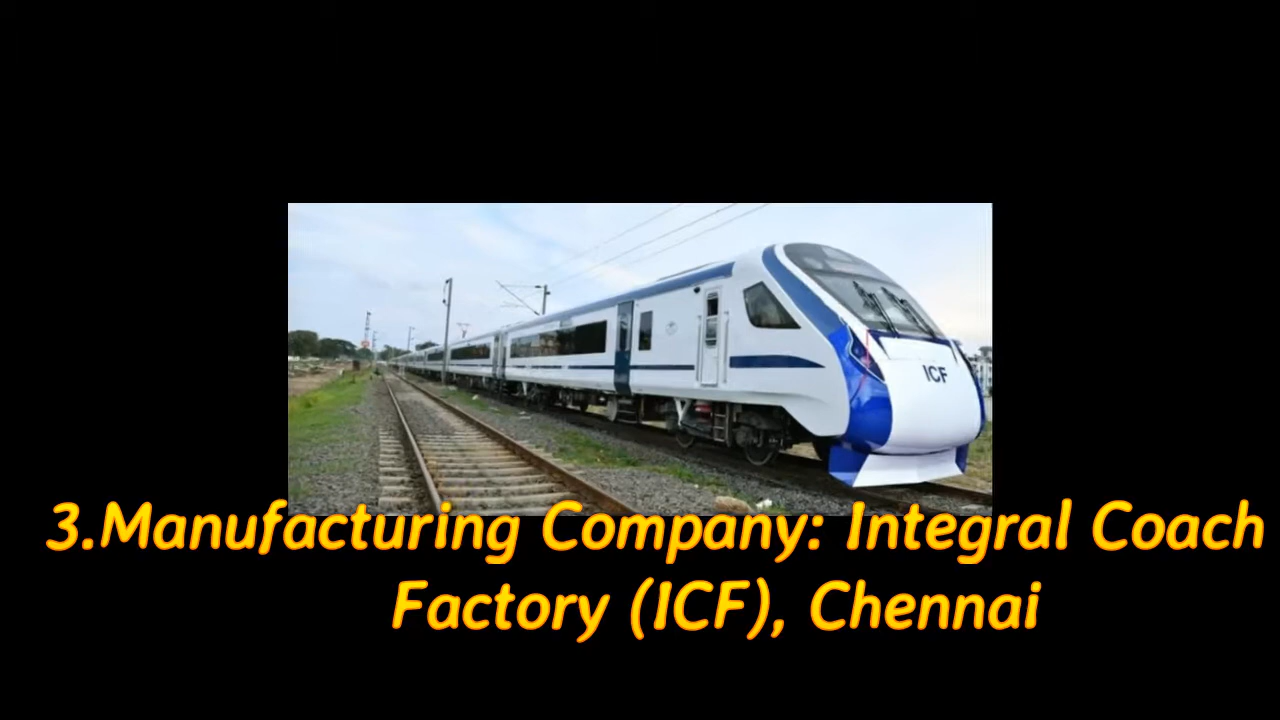 ICF
3.Manufacturing Company: Integral Coach
Factory (ICF), Chennai